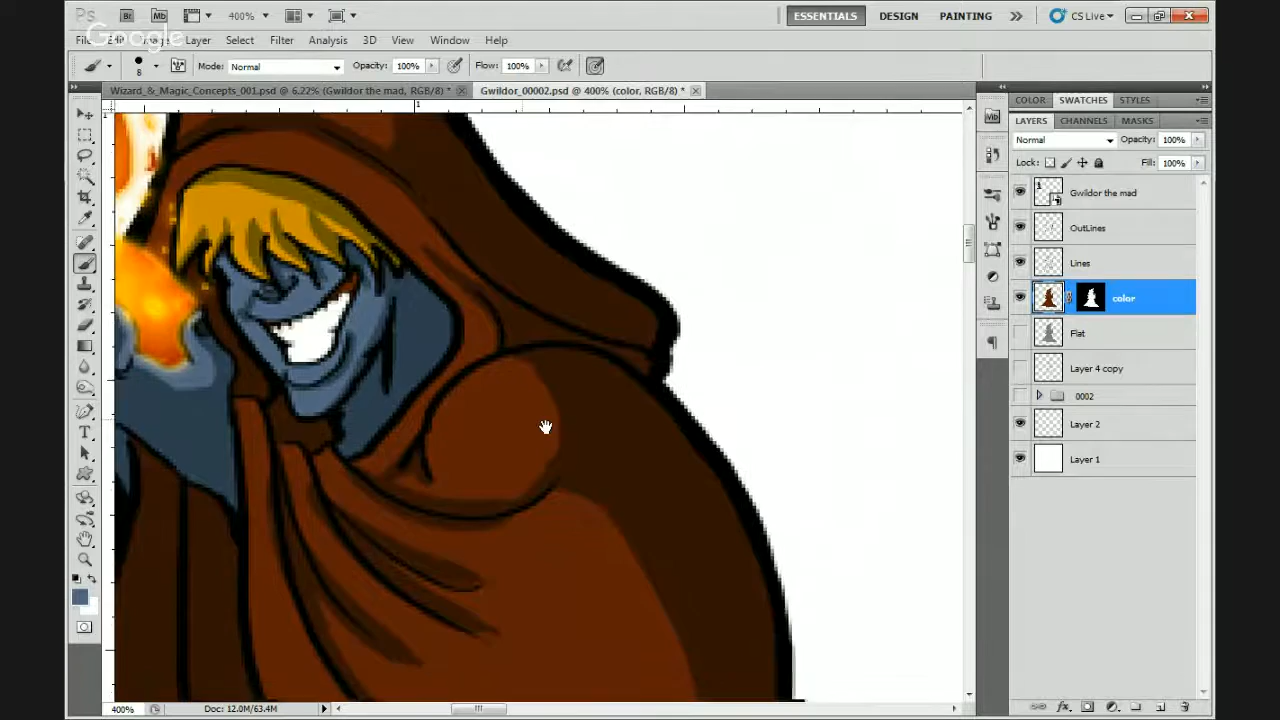 Ps Br Mb 400%
ESSENTIALS DESIGN PAINTING CS Live
Google
Layer Select Filter Analysis 3D View Window Help
8 Mode: Normal Opacity: 100% Flow: 100%
Wizard_&_Magic_Concepts_001.psd @ 6.22% (Gwildor the mad, RGB/8) * Gwildor_00002.psd @ 400% (color, RGB/8) *
COLOR SWATCHES STYLES
LAYERS CHANNELS MASKS
Normal Opacity: 100%
Lock: Fill: 100%
Gwildor the mad
OutLines
Lines
color
Flat
Layer 4 copy
0002
Layer 2
Layer 1
400% Doc: 12.0M/63.4M